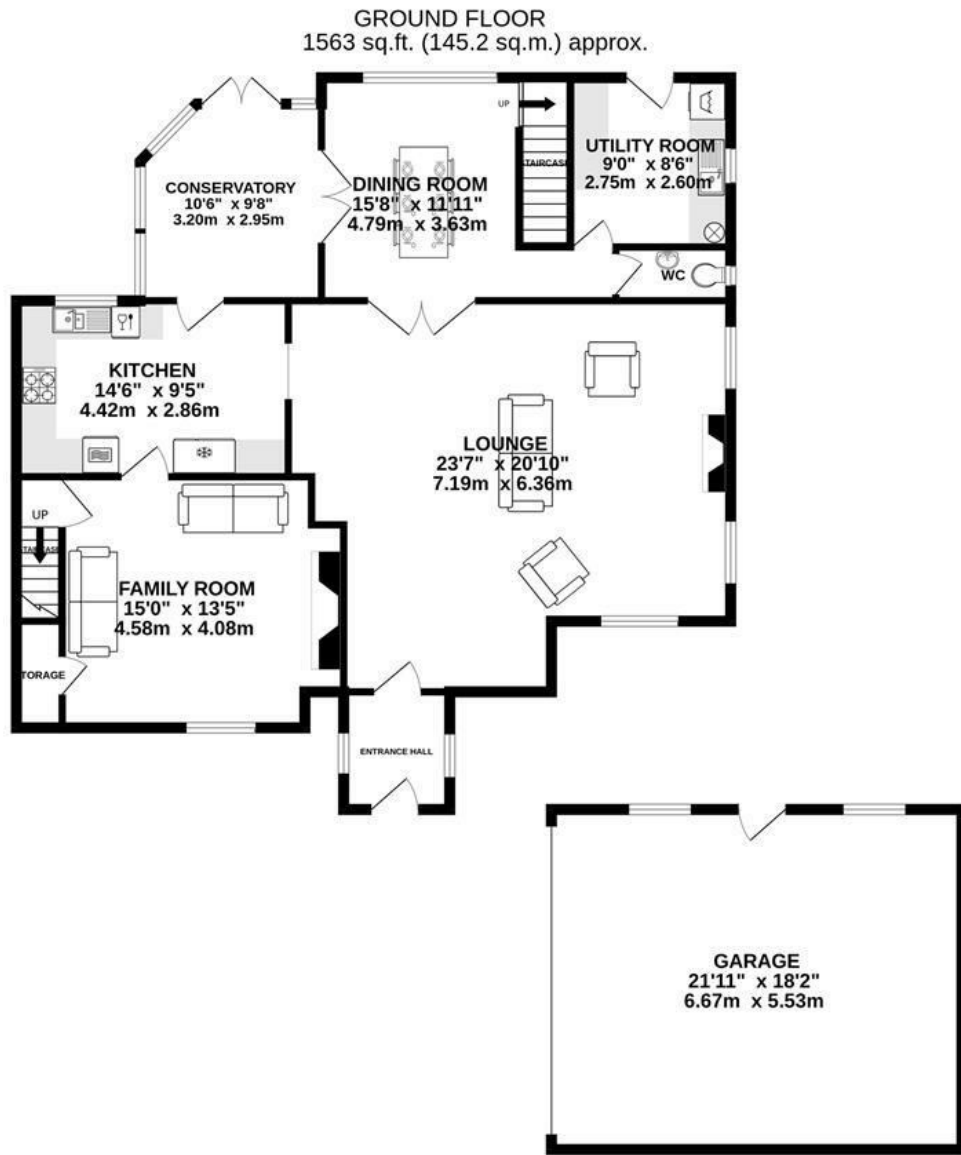 GROUND FLOOR
1563 sq.ft. (145.2 sq.m.) approx.
UP
STAIRCASE
UTILITY ROOM
9'0" x 8'6"
2.75m x 2.60m
CONSERVATORY
10'6" x 9'8"
3.20m x 2.95m
DINING ROOM
15'8" x 11'11"
4.79m x 3.63m
WC
KITCHEN
14'6" x 9'5"
4.42m x 2.86m
LOUNGE
23'7" x 20'10"
7.19m x 6.36m
UP
STAIRCASE
FAMILY ROOM
15'0" x 13'5"
4.58m x 4.08m
TORAGE
ENTRANCE HALL
GARAGE
21'11" x 18'2"
6.67m x 5.53m